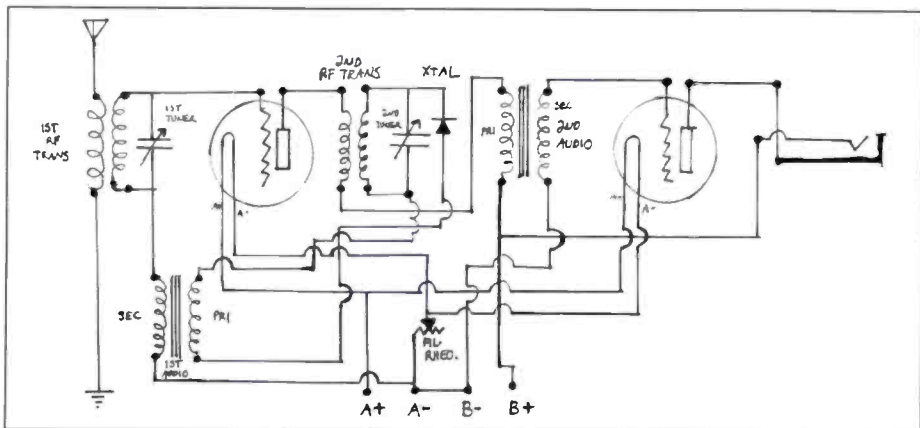 1ST
RF
TRANS
1ST
TUNER
2ND
RF TRANS
2ND
TUNER
XTAL
PRI
SEC
2ND
AUDIO
A+
A-
A+
A-
SEC
1ST
AUDIO
PRI
FIL
RHEO.
A+ A- B- B+